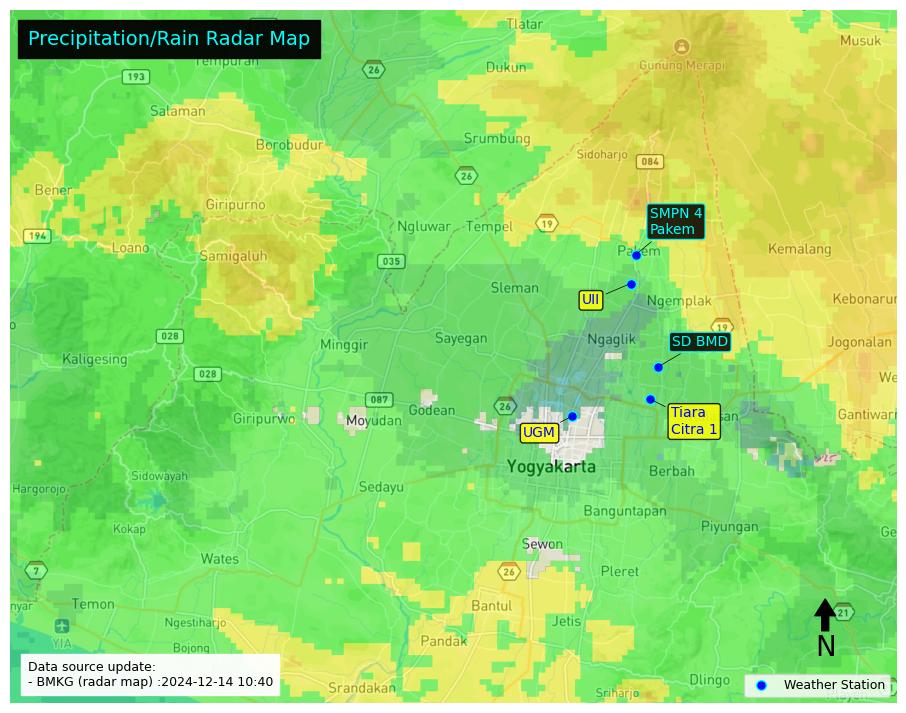 Precipitation/Rain Radar Map
Tlatar
Musuk
Tempuran
26
Gunung Merapi
193
Dukun
Salaman
Borobudur
Srumbung
Sidoharjo
084
26
Bener
Giripurno
SMPN 4
Pakem
194
Ngluwar
Tempel
19
Loano
Samigaluh
035
Pakem
Kemalang
Sleman
UII
Ngemplak
Kebonarum
028
Minggir
Sayegan
Ngaglik
19
SD BMD
Jogonalan
Kaligesing
028
087
26
Giripurwo
Moyudan
Godean
Tiara
Citra 1
Gantiwarno
UGM
Yogyakarta
Berbah
Hargorojo
Sidowayah
Sedayu
Kokap
Banguntapan
Piyungan
Wates
Sewon
7
26
Pleret
Temon
Bantul
21
Ngestiharjo
Jetis
YIA
Bojong
Pandak
N
Data source update:
- BMKG (radar map) :2024-12-14 10:40
Srandakan
Sriharjo
Dlingo
Weather Station